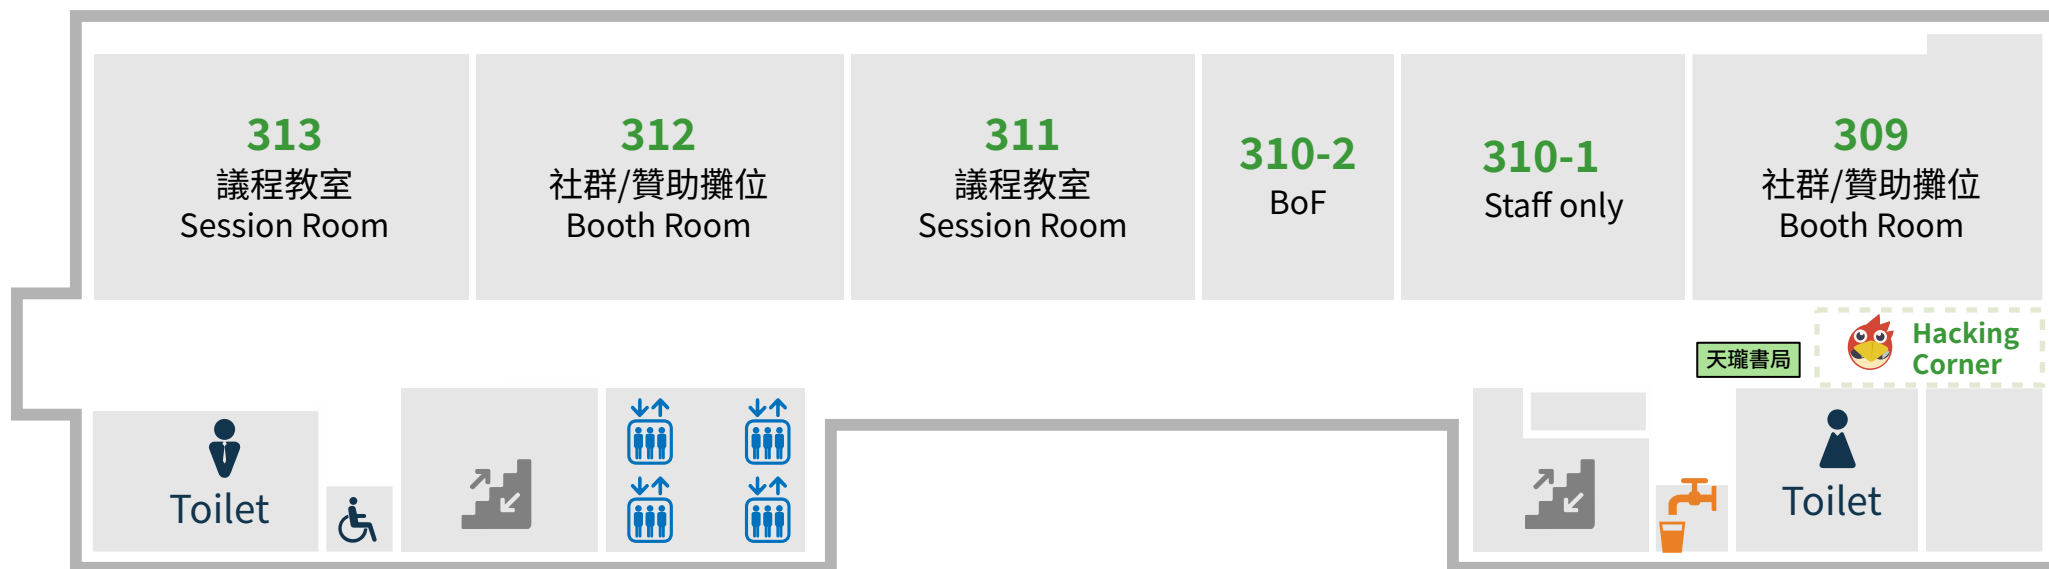 313
議程教室
Session Room
312
社群/贊助攤位
Booth Room
311
議程教室
Session Room
310-2
BoF
310-1
Staff only
309
社群/贊助攤位
Booth Room
天瓏書局
Hacking
Corner
Toilet
Toilet